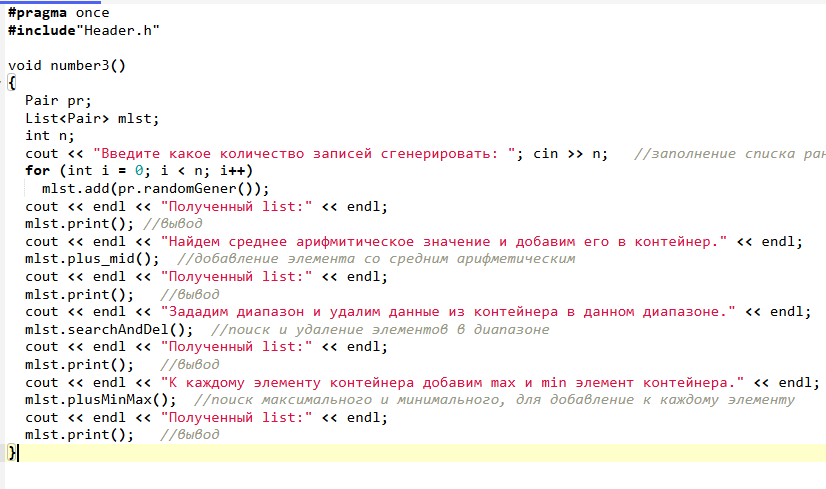 #pragma once
#include"Header.h"
void number3()
{
Pair pr;
List<Pair> mlst;
int n;
cout << "Введите какое количество записей сгенерировать: "; cin >> n; //заполнение списка
for (int i = 0; i < n; i++)
mlst.add(pr.randomGener());
cout << endl << "Полученный list:" << endl;
mlst.print(); //вывод
cout << endl << "Найдем среднее арифмитическое значение и добавим его в контейнер." << endl;
mlst.plus_mid(); //добавление элемента со средним арифметическим
cout << endl << "Полученный list:" << endl;
mlst.print(); //вывод
cout << endl << "Зададим диапазон и удалим данные из контейнера в данном диапазоне." << endl;
mlst.searchAndDel(); //поиск и удаление элементов в диапазоне
cout << endl << "Полученный list:" << endl;
mlst.print(); //вывод
cout << endl << "К каждому элементу контейнера добавим max и min элемент контейнера." << endl;
mlst.plusMinMax(); //поиск максимального и минимального, для добавление к каждому элементу
cout << endl << "Полученный list:" << endl;
mlst.print(); //вывод
}